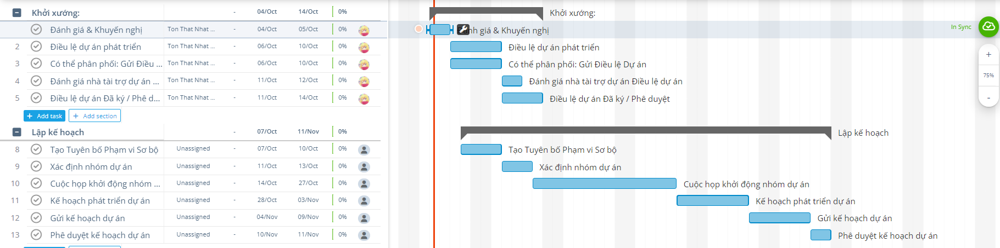 Khởi xướng: - 04/Oct 14/Oct 0% Khởi xướng:
Đánh giá & Khuyến nghị Ton That Nhat ... - 04/Oct 05/Oct 0% nh giá & Khuyến nghị In Sync
2 Điều lệ dự án phát triển Ton That Nhat ... - 06/Oct 10/Oct 0% Điều lệ dự án phát triển
+
3 Có thể phân phối: Gửi Điều ... Ton That Nhat ... - 06/Oct 10/Oct 0% Có thể phân phối: Gửi Điều lệ Dự án
75%
4 Đánh giá nhà tài trợ dự án ... Ton That Nhat ... - 11/Oct 12/Oct 0% Đánh giá nhà tài trợ dự án Điều lệ dự án
5 Điều lệ dự án Đã ký / Phê d... Ton That Nhat ... - 11/Oct 14/Oct 0% Điều lệ dự án Đã ký / Phê duyệt
-
+ Add task + Add section
Lập kế hoạch - 07/Oct 11/Nov 0% Lập kế hoạch
8 Tạo Tuyên bố Phạm vi Sơ bộ Unassigned - 07/Oct 10/Oct 0% Tạo Tuyên bố Phạm vi Sơ bộ
9 Xác định nhóm dự án Unassigned - 11/Oct 13/Oct 0% Xác định nhóm dự án
10 Cuộc họp khởi động nhóm ... Unassigned - 14/Oct 27/Oct 0% Cuộc họp khởi động nhóm dự án
11 Kế hoạch phát triển dự án Unassigned - 28/Oct 03/Nov 0% Kế hoạch phát triển dự án
12 Gửi kế hoạch dự án Unassigned - 04/Nov 09/Nov 0% Gửi kế hoạch dự án
13 Phê duyệt kế hoạch dự án Unassigned - 10/Nov 11/Nov 0% Phê duyệt kế hoạch dự án